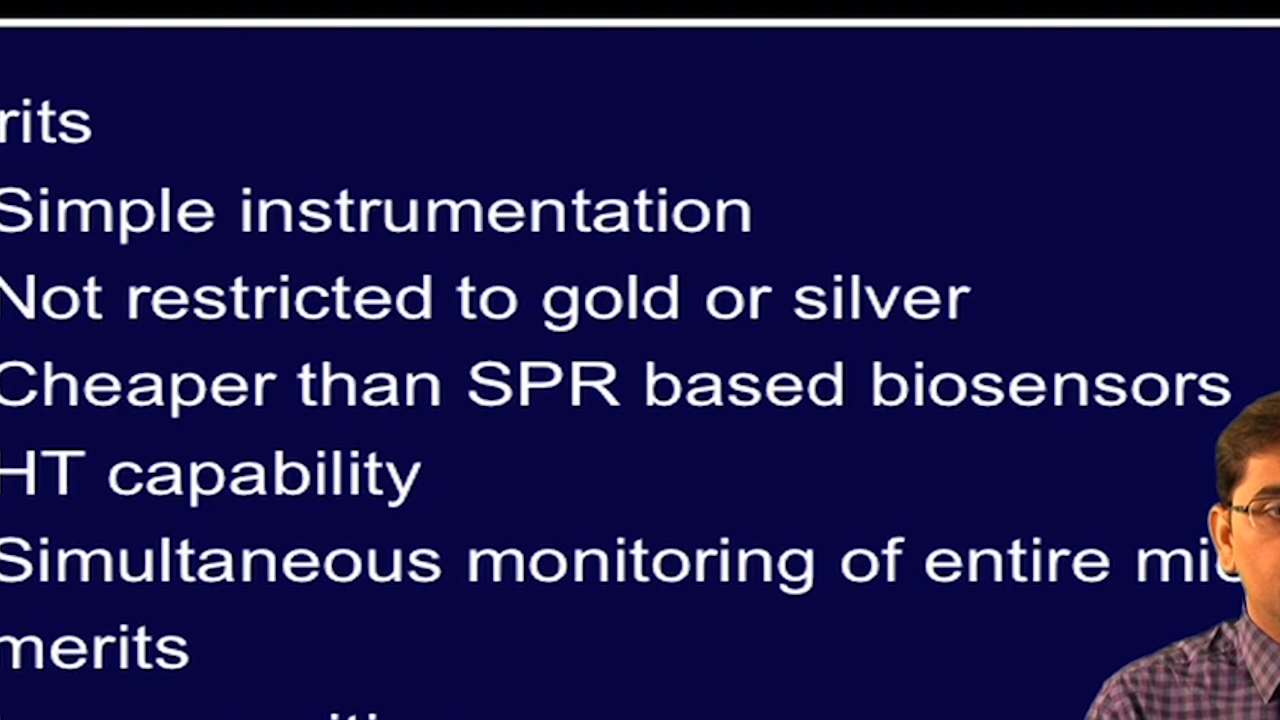 rits
Simple instrumentation
Not restricted to gold or silver
Cheaper than SPR based biosensors
HT capability
Simultaneous monitoring of entire
merits